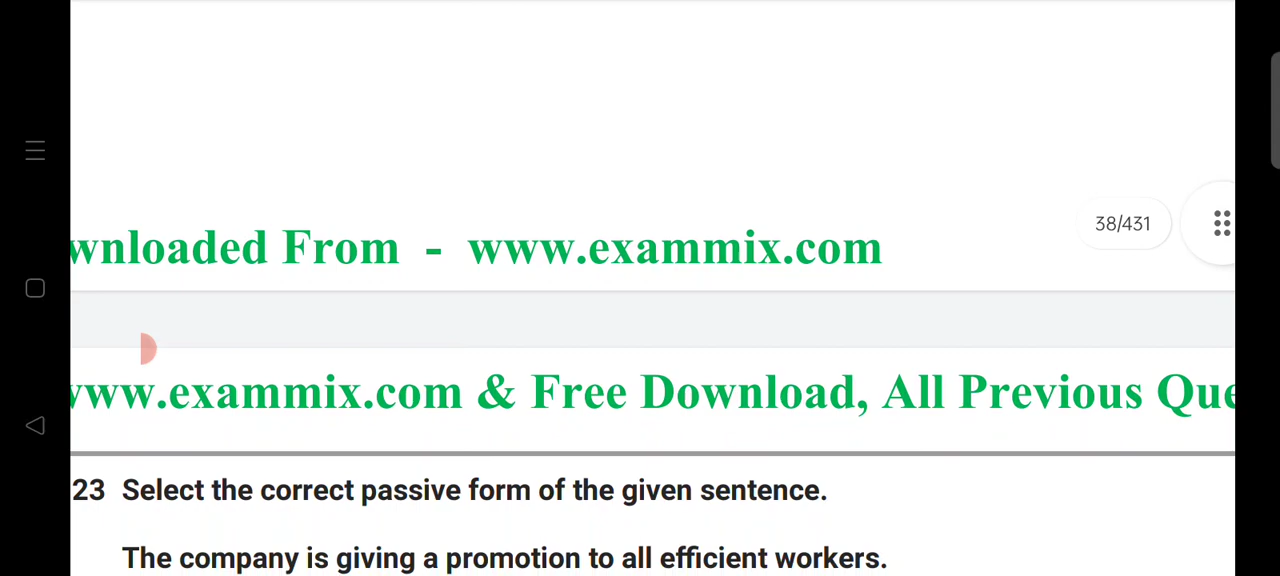 38/431
wnloaded From - www.exammix.com
www.exammix.com & Free Download, All Previous Que
23 Select the correct passive form of the given sentence.
The company is giving a promotion to all efficient workers.